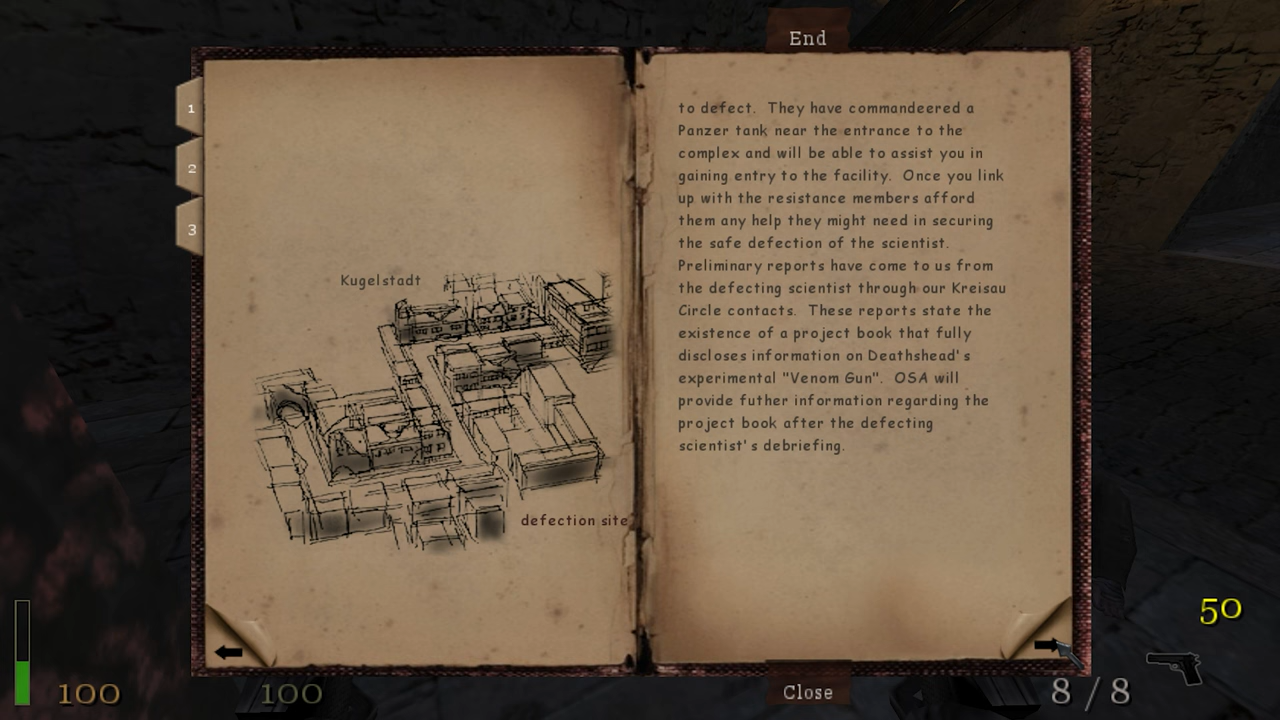 End
1
2
3
Kugelstadt
defection site
to defect. They have commandeered a
Panzer tank near the entrance to the
complex and will be able to assist you in
gaining entry to the facility. Once you link
up with the resistance members afford
them any help they might need in securing
the safe defection of the scientist.
Preliminary reports have come to us from
the defecting scientist through our Kreisau
Circle contacts. These reports state the
existence of a project book that fully
discloses information on Deathshead's
experimental "Venom Gun". OSA will
provide futher information regarding the
project book after the defecting
scientist's debriefing.
50
100
100
Close
8 / 8